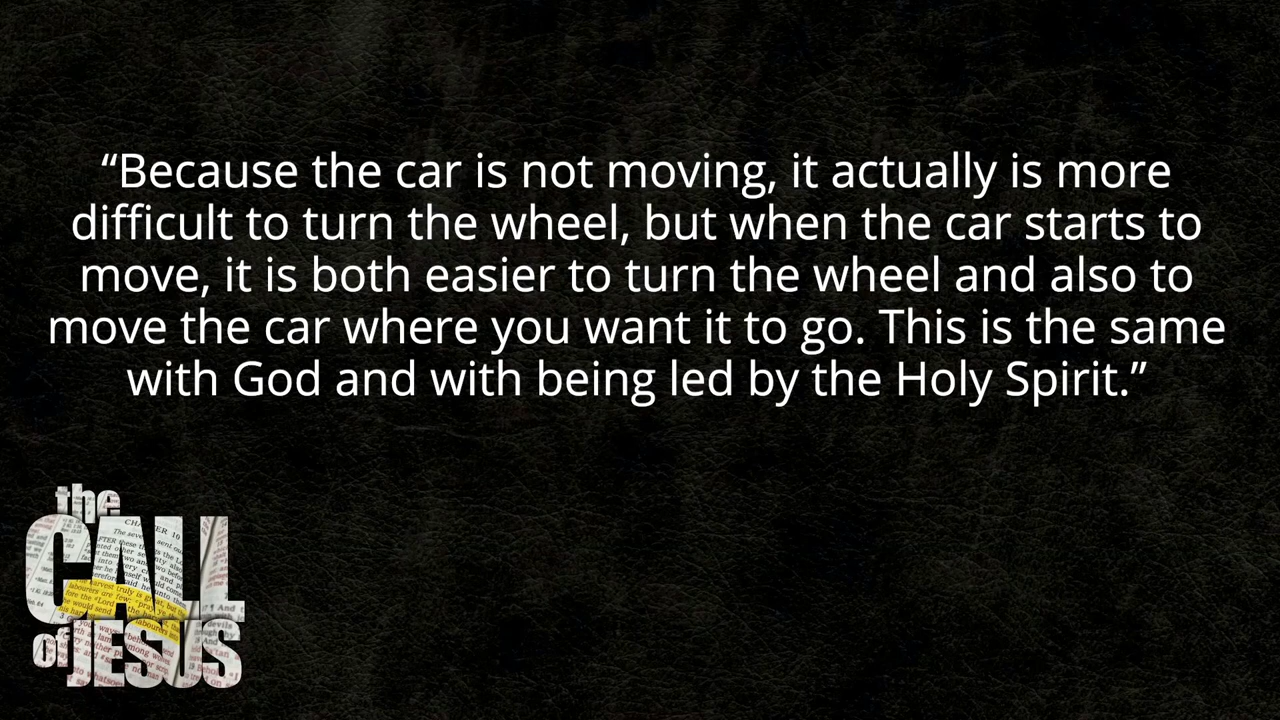 “Because the car is not moving, it actually is more
difficult to turn the wheel, but when the car starts to
move, it is both easier to turn the wheel and also to
move the car where you want it to go. This is the same
with God and with being led by the Holy Spirit.”
the
CALL
of JESUS